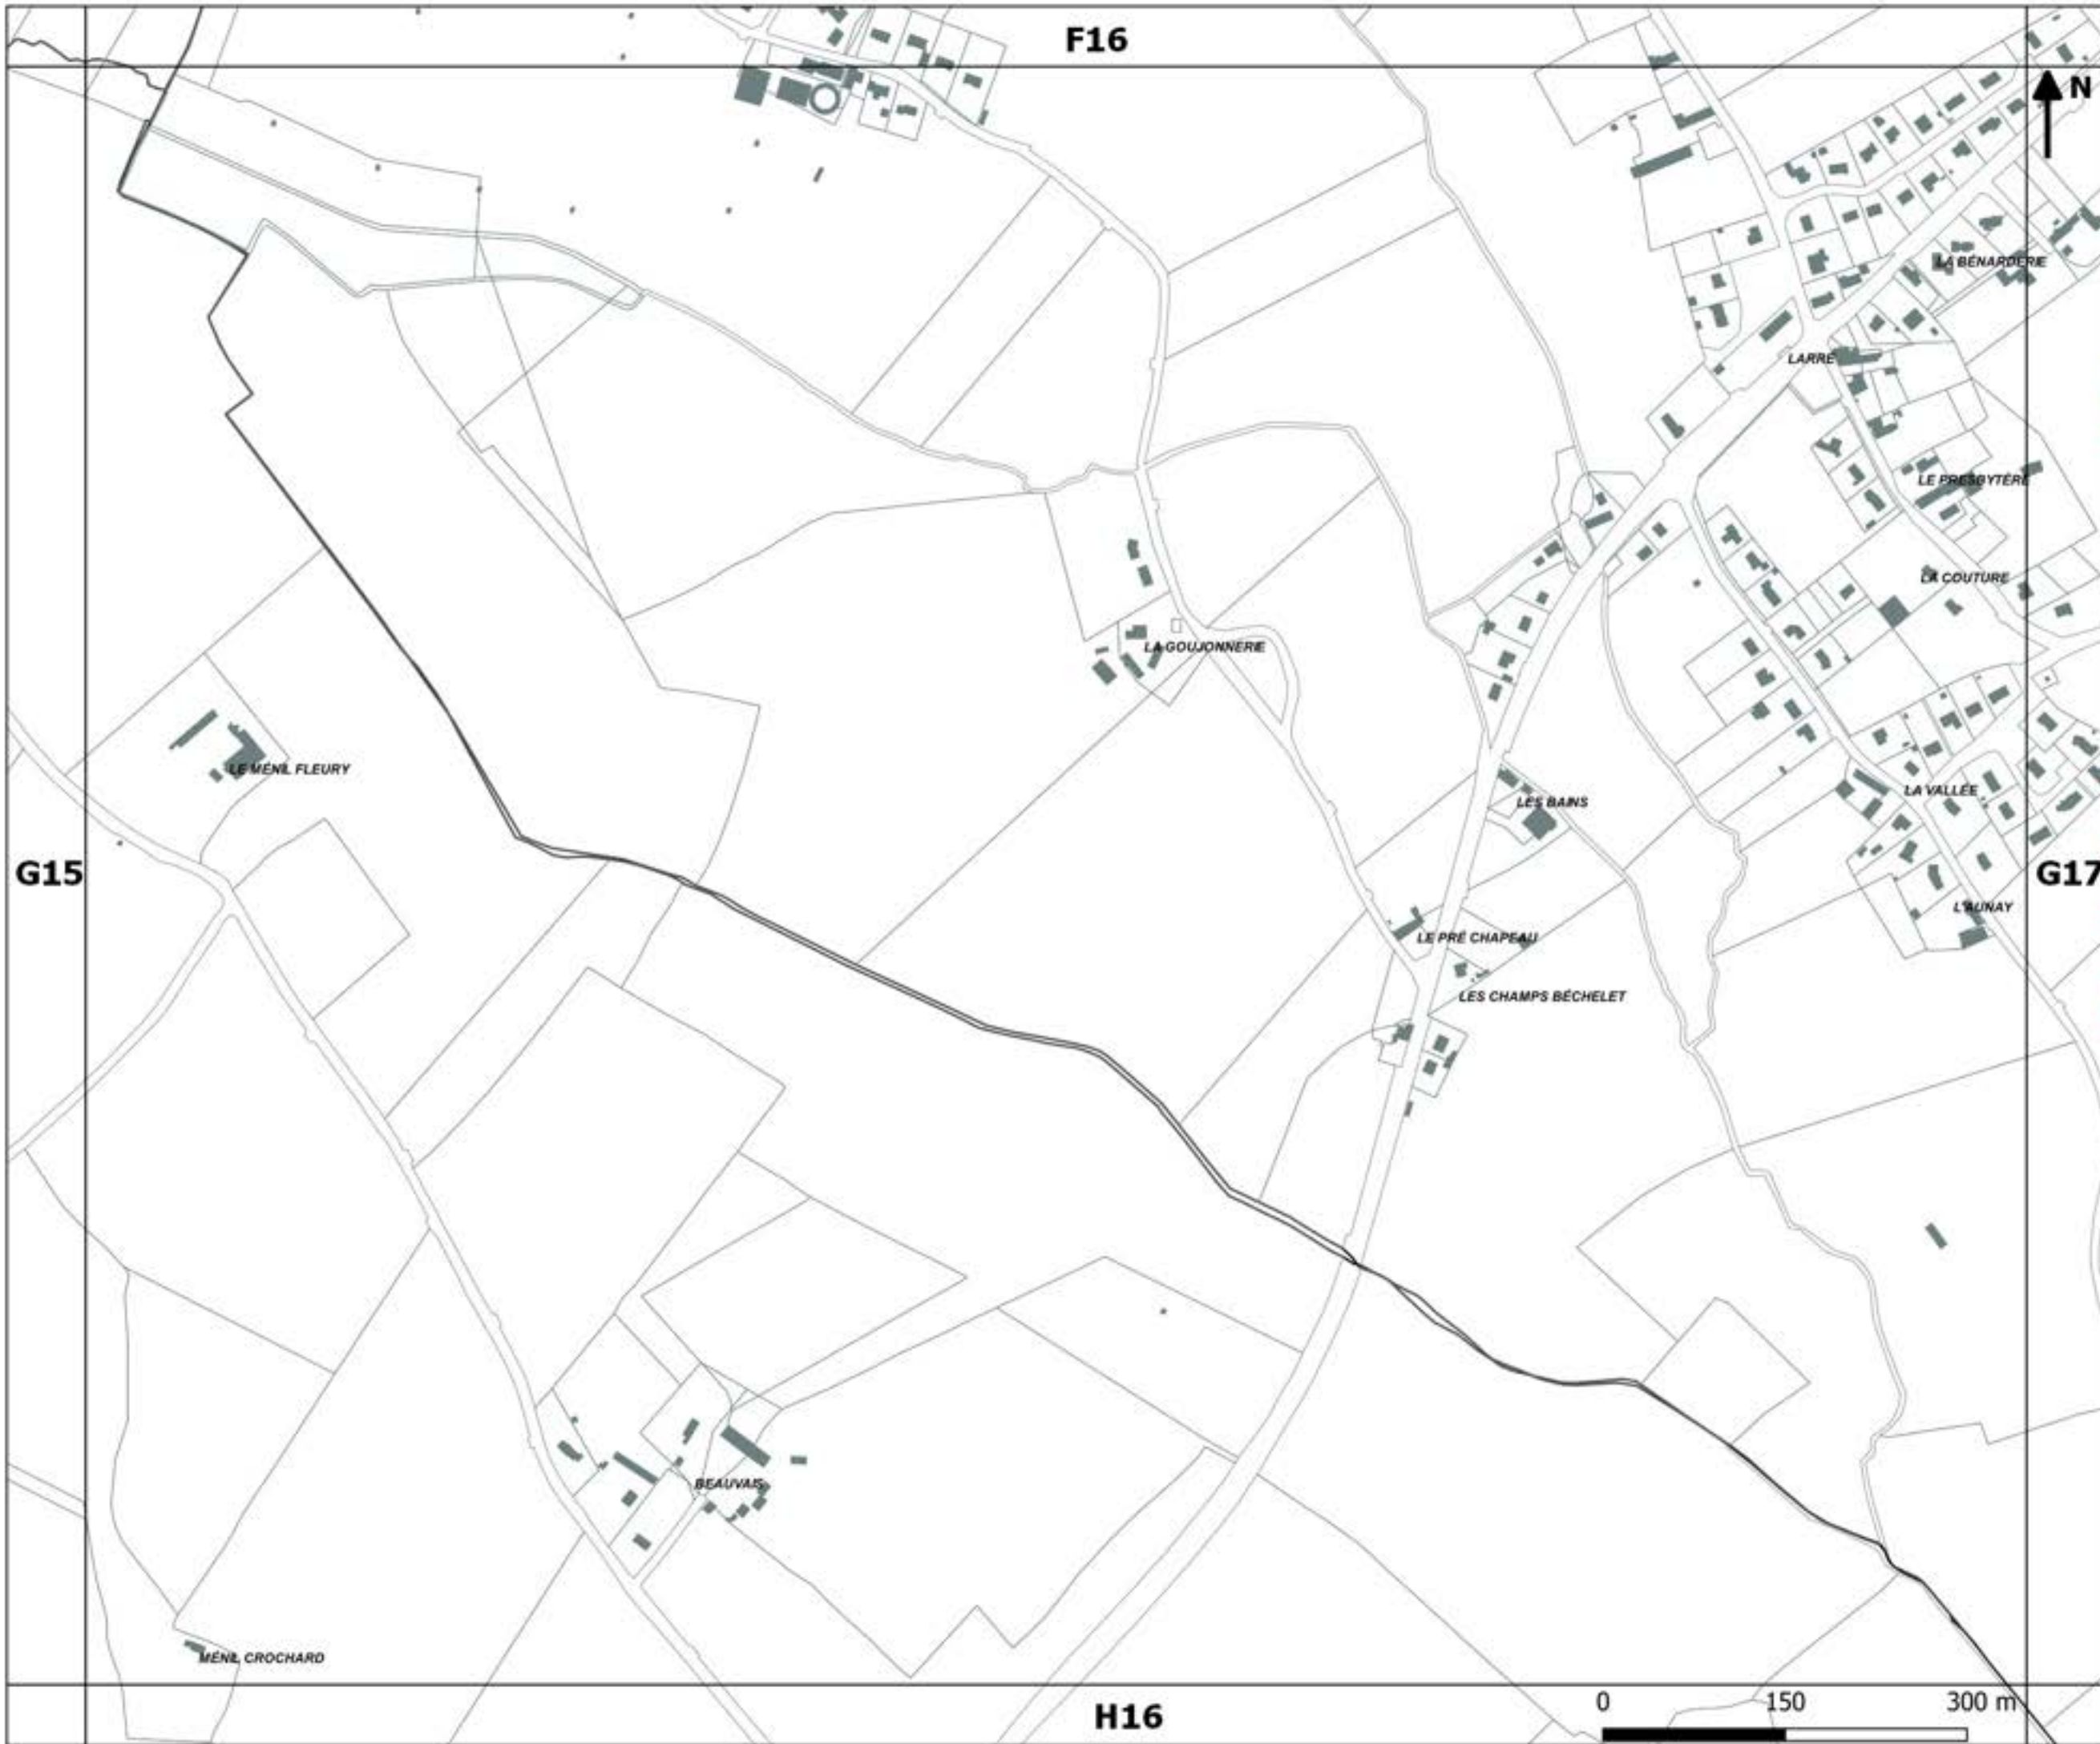 F16
N
LA BÉNARDERIE
LARRÉ
LE PRESBYTÈRE
LA COUTURE
LA GOUJONNERIE
LE MÉNIL FLEURY
LA VALLÉE
LES BAINS
G15
G17
L'AUNAY
LE PRÉ CHAPEAU
LES CHAMPS BÉCHELET
BEAUVAIS
MÉNIL CROCHARD
0 150 300 m
H16